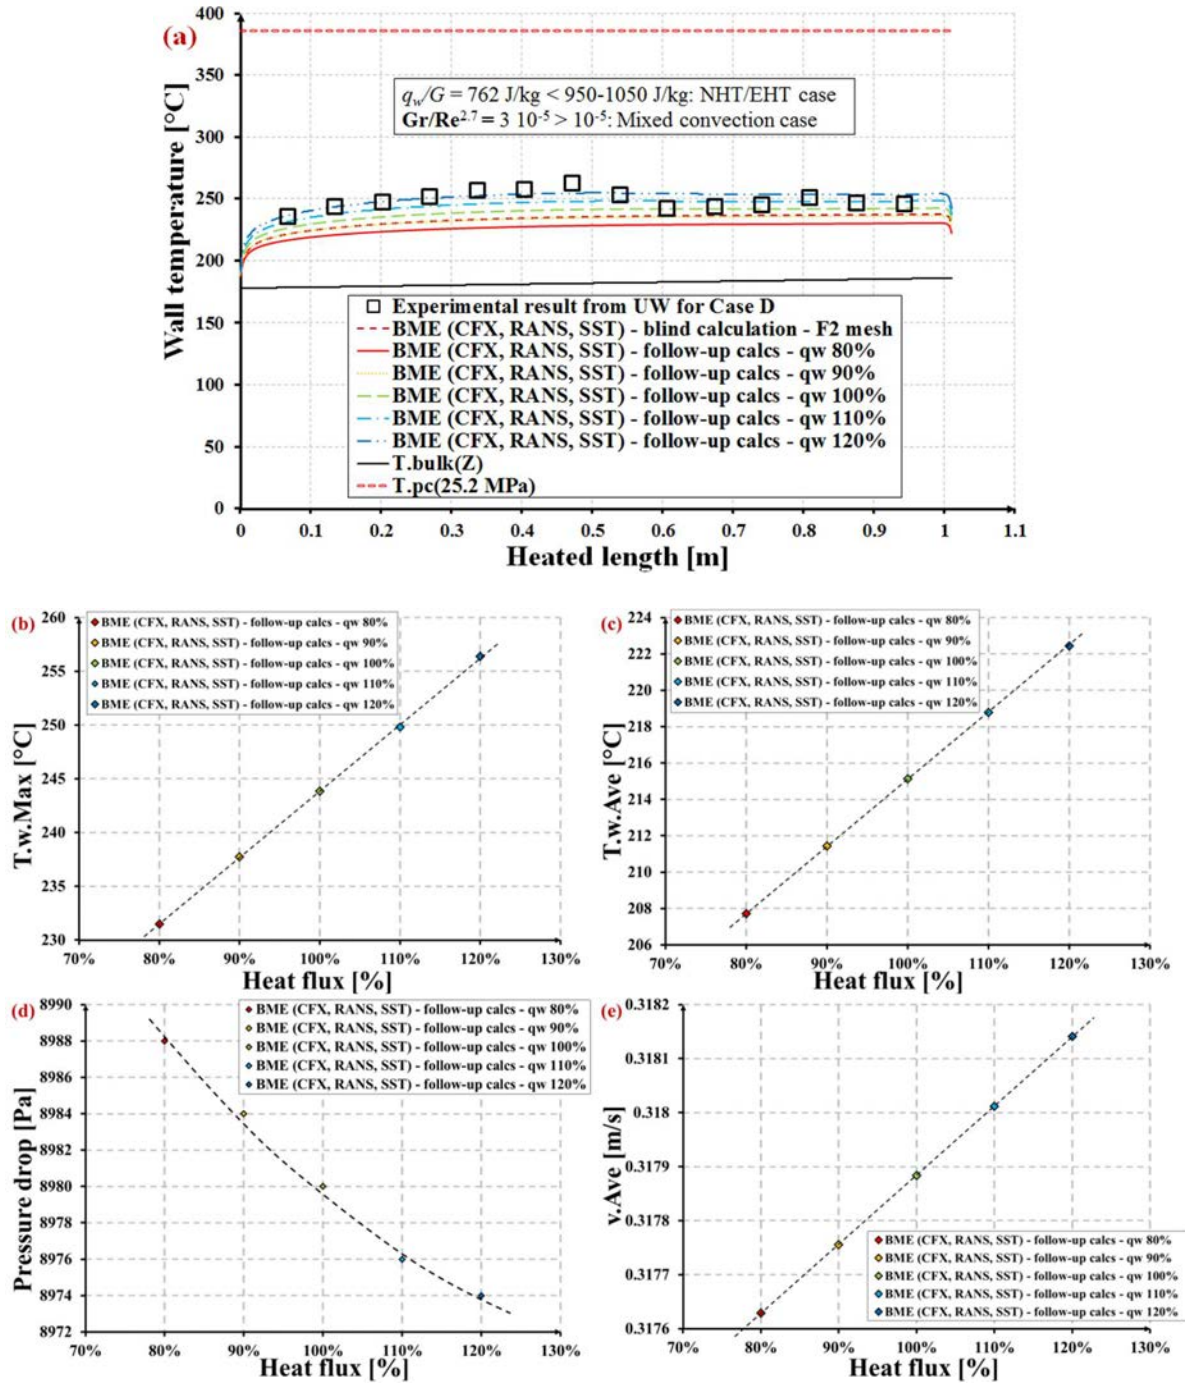 (a)
Wall temperature [°C]
400
350
300
250
200
150
100
50
0
q_w/G = 762 J/kg < 950-1050 J/kg: NHT/EHT case
Gr/Re^2.7 = 3 10^-5 > 10^-5: Mixed convection case
Experimental result from UW for Case D
BME (CFX, RANS, SST) - blind calculation - F2 mesh
BME (CFX, RANS, SST) - follow-up calcs - qw 80%
BME (CFX, RANS, SST) - follow-up calcs - qw 90%
BME (CFX, RANS, SST) - follow-up calcs - qw 100%
BME (CFX, RANS, SST) - follow-up calcs - qw 110%
BME (CFX, RANS, SST) - follow-up calcs - qw 120%
T.bulk(Z)
T.pc(25.2 MPa)
0 0.1 0.2 0.3 0.4 0.5 0.6 0.7 0.8 0.9 1 1.1
Heated length [m]
(b)
T.w.Max [°C]
260
255
250
245
240
235
230
BME (CFX, RANS, SST) - follow-up calcs - qw 80%
BME (CFX, RANS, SST) - follow-up calcs - qw 90%
BME (CFX, RANS, SST) - follow-up calcs - qw 100%
BME (CFX, RANS, SST) - follow-up calcs - qw 110%
BME (CFX, RANS, SST) - follow-up calcs - qw 120%
70% 80% 90% 100% 110% 120% 130%
Heat flux [%]
(c)
T.w.Ave [°C]
224
222
220
218
216
214
212
210
208
206
BME (CFX, RANS, SST) - follow-up calcs - qw 80%
BME (CFX, RANS, SST) - follow-up calcs - qw 90%
BME (CFX, RANS, SST) - follow-up calcs - qw 100%
BME (CFX, RANS, SST) - follow-up calcs - qw 110%
BME (CFX, RANS, SST) - follow-up calcs - qw 120%
70% 80% 90% 100% 110% 120% 130%
Heat flux [%]
(d)
Pressure drop [Pa]
8990
8988
8986
8984
8982
8980
8978
8976
8974
8972
BME (CFX, RANS, SST) - follow-up calcs - qw 80%
BME (CFX, RANS, SST) - follow-up calcs - qw 90%
BME (CFX, RANS, SST) - follow-up calcs - qw 100%
BME (CFX, RANS, SST) - follow-up calcs - qw 110%
BME (CFX, RANS, SST) - follow-up calcs - qw 120%
70% 80% 90% 100% 110% 120% 130%
Heat flux [%]
(e)
v.Ave [m/s]
0.3182
0.3181
0.318
0.3179
0.3178
0.3177
0.3176
BME (CFX, RANS, SST) - follow-up calcs - qw 80%
BME (CFX, RANS, SST) - follow-up calcs - qw 90%
BME (CFX, RANS, SST) - follow-up calcs - qw 100%
BME (CFX, RANS, SST) - follow-up calcs - qw 110%
BME (CFX, RANS, SST) - follow-up calcs - qw 120%
70% 80% 90% 100% 110% 120% 130%
Heat flux [%]